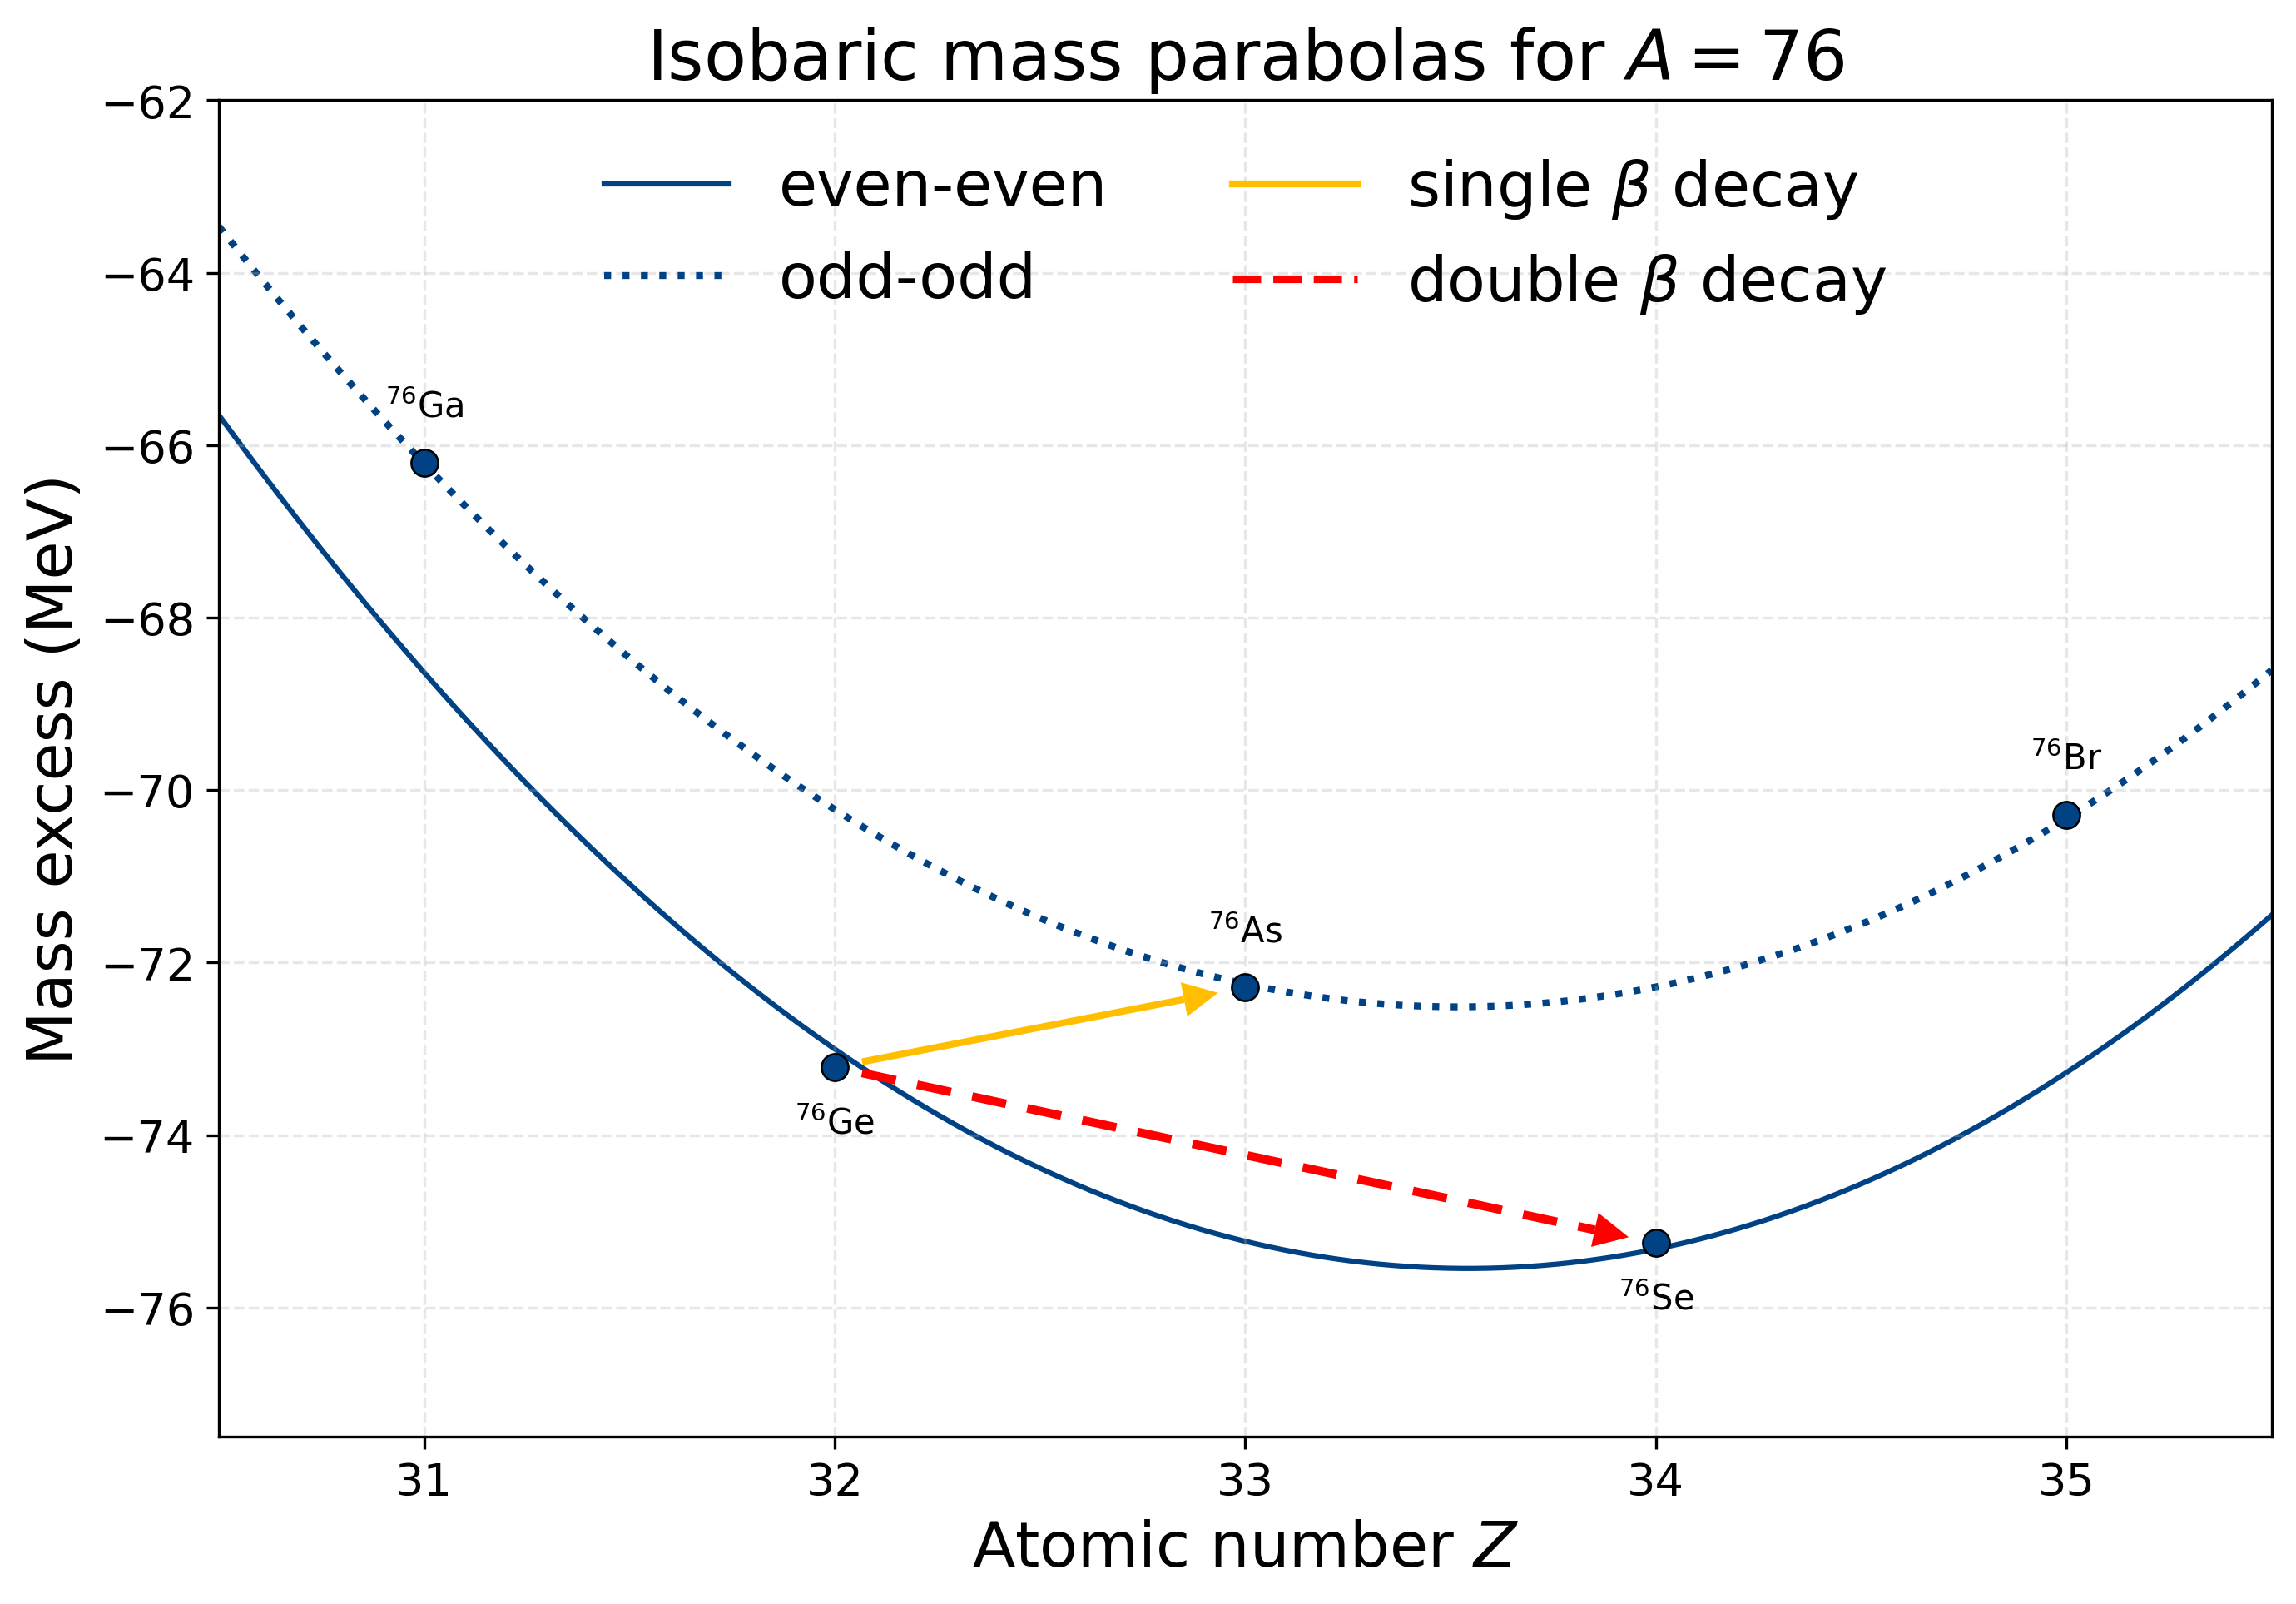 Isobaric mass parabolas for A = 76
even-even
odd-odd
single β decay
double β decay
Mass excess (MeV)
−62
−64
−66
−68
−70
−72
−74
−76
⁷⁶Ga
⁷⁶Br
⁷⁶As
⁷⁶Ge
⁷⁶Se
31 32 33 34 35
Atomic number Z